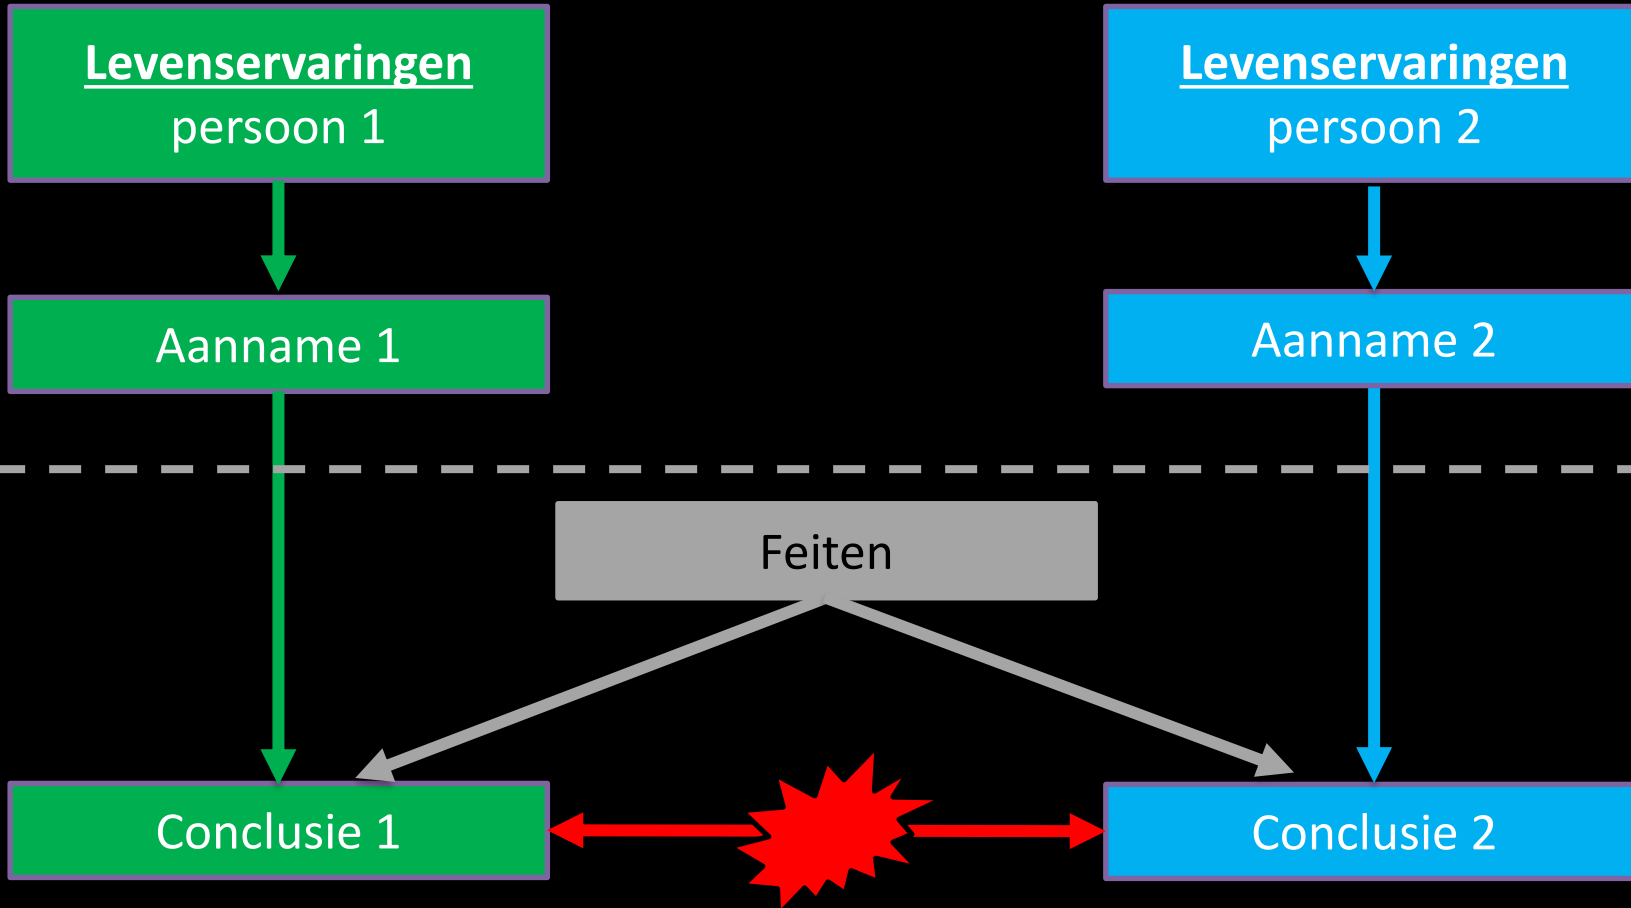 Levenservaringen
persoon 1
Levenservaringen
persoon 2
Aanname 1
Aanname 2
Feiten
Conclusie 1
Conclusie 2